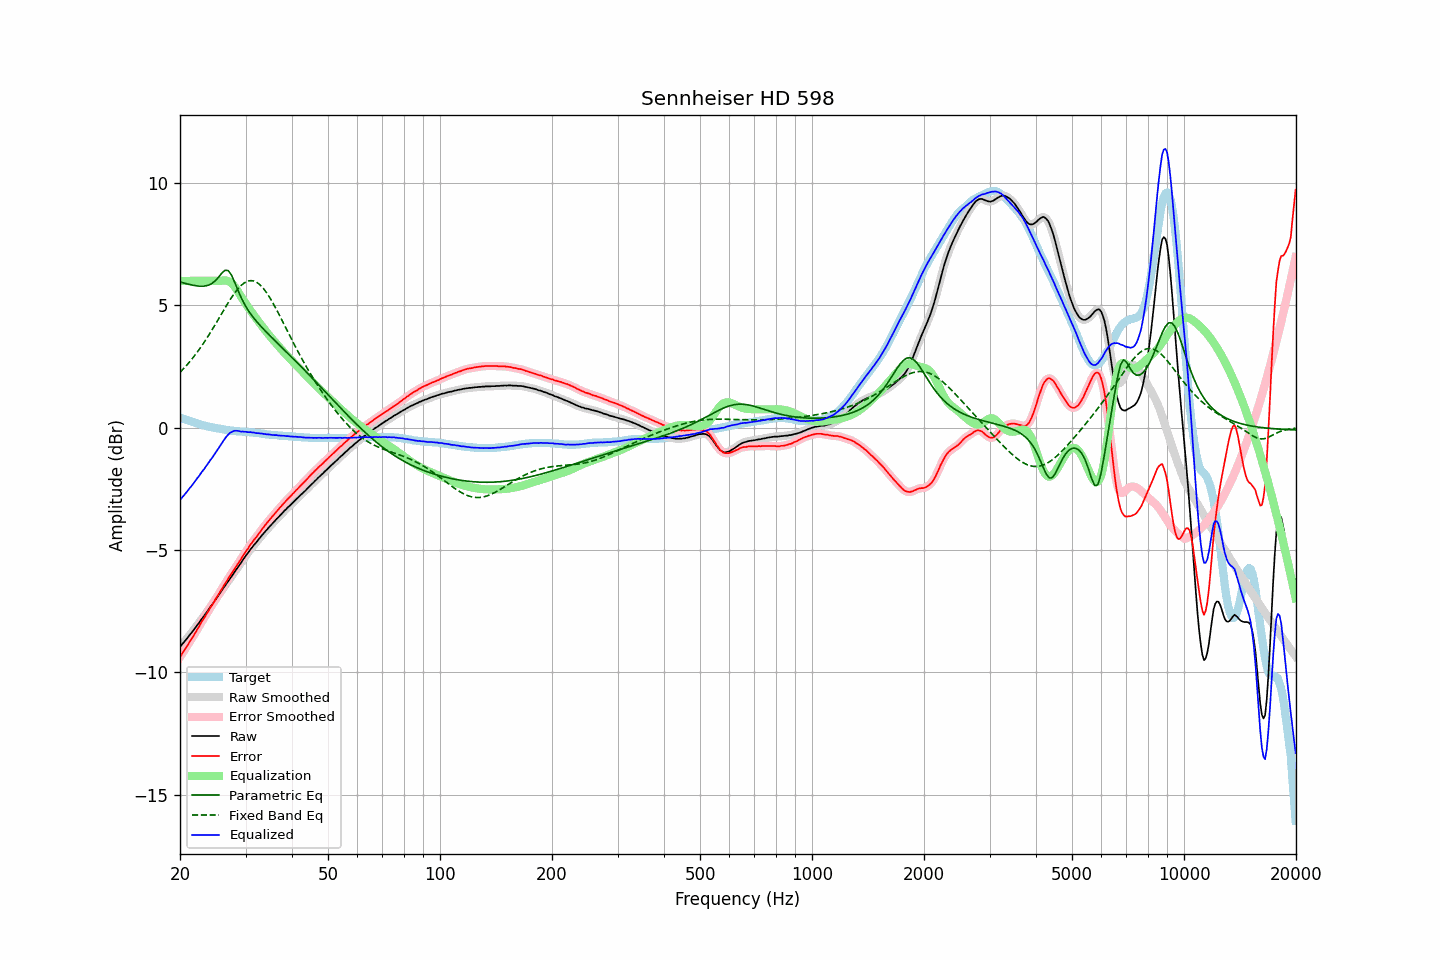 Sennheiser HD 598
Amplitude (dBr)
10
5
0
−5
−10
−15
Target
Raw Smoothed
Error Smoothed
Raw
Error
Equalization
Parametric Eq
Fixed Band Eq
Equalized
20
50
100
200
500
1000
2000
5000
10000
20000
Frequency (Hz)